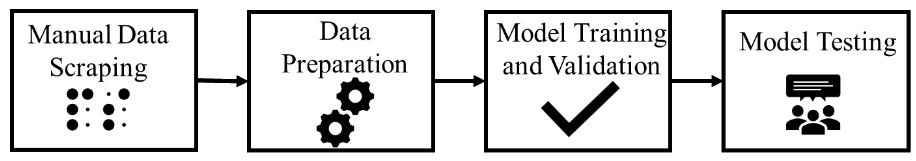 Manual Data
Scraping
Data
Preparation
Model Training
and Validation
Model Testing